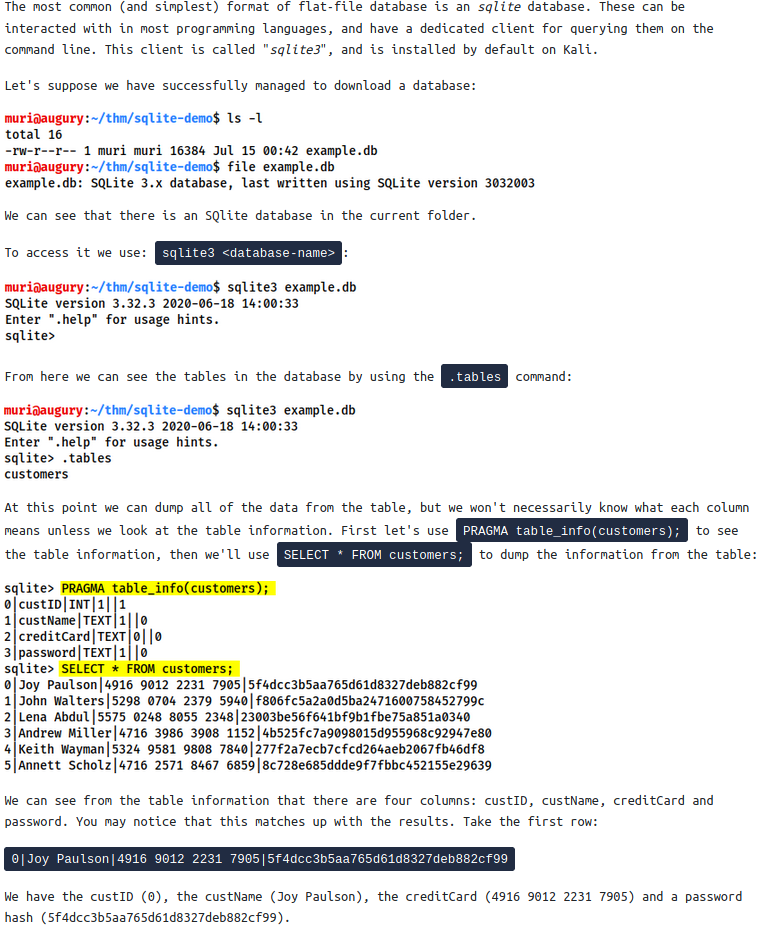 The most common (and simplest) format of flat-file database is an sqlite database. These can be
interacted with in most programming languages, and have a dedicated client for querying them on the
command line. This client is called "sqlite3", and is installed by default on Kali.
Let's suppose we have successfully managed to download a database:
muri@augury:~/thm/sqlite-demo$ ls -l
total 16
-rw-r--r-- 1 muri muri 16384 Jul 15 00:42 example.db
muri@augury:~/thm/sqlite-demo$ file example.db
example.db: SQLite 3.x database, last written using SQLite version 3032003
We can see that there is an SQlite database in the current folder.
To access it we use: sqlite3 <database-name> :
muri@augury:~/thm/sqlite-demo$ sqlite3 example.db
SQLite version 3.32.3 2020-06-18 14:00:33
Enter ".help" for usage hints.
sqlite>
From here we can see the tables in the database by using the .tables command:
muri@augury:~/thm/sqlite-demo$ sqlite3 example.db
SQLite version 3.32.3 2020-06-18 14:00:33
Enter ".help" for usage hints.
sqlite> .tables
customers
At this point we can dump all of the data from the table, but we won't necessarily know what each column
means unless we look at the table information. First let's use PRAGMA table_info(customers); to see
the table information, then we'll use SELECT * FROM customers; to dump the information from the table:
sqlite> PRAGMA table_info(customers);
0|custID|INT|1||1
1|custName|TEXT|1||0
2|creditCard|TEXT|0||0
3|password|TEXT|1||0
sqlite> SELECT * FROM customers;
0|Joy Paulson|4916 9012 2231 7905|5f4dcc3b5aa765d61d8327deb882cf99
1|John Walters|5298 0704 2379 5940|f806fc5a2a0d5ba2471600758452799c
2|Lena Abdul|5575 0248 8055 2348|23003be56f641bf9b1fbe75a851a0340
3|Andrew Miller|4716 3986 3908 1152|4b525fc7a9098015d955968c92947e80
4|Keith Wayman|5324 9581 9808 7840|277f2a7ecb7cfcd264aeb2067fb46df8
5|Annett Scholz|4716 2571 8467 6859|8c728e685ddde9f7fbbc452155e29639
We can see from the table information that there are four columns: custID, custName, creditCard and
password. You may notice that this matches up with the results. Take the first row:
0|Joy Paulson|4916 9012 2231 7905|5f4dcc3b5aa765d61d8327deb882cf99
We have the custID (0), the custName (Joy Paulson), the creditCard (4916 9012 2231 7905) and a password
hash (5f4dcc3b5aa765d61d8327deb882cf99).